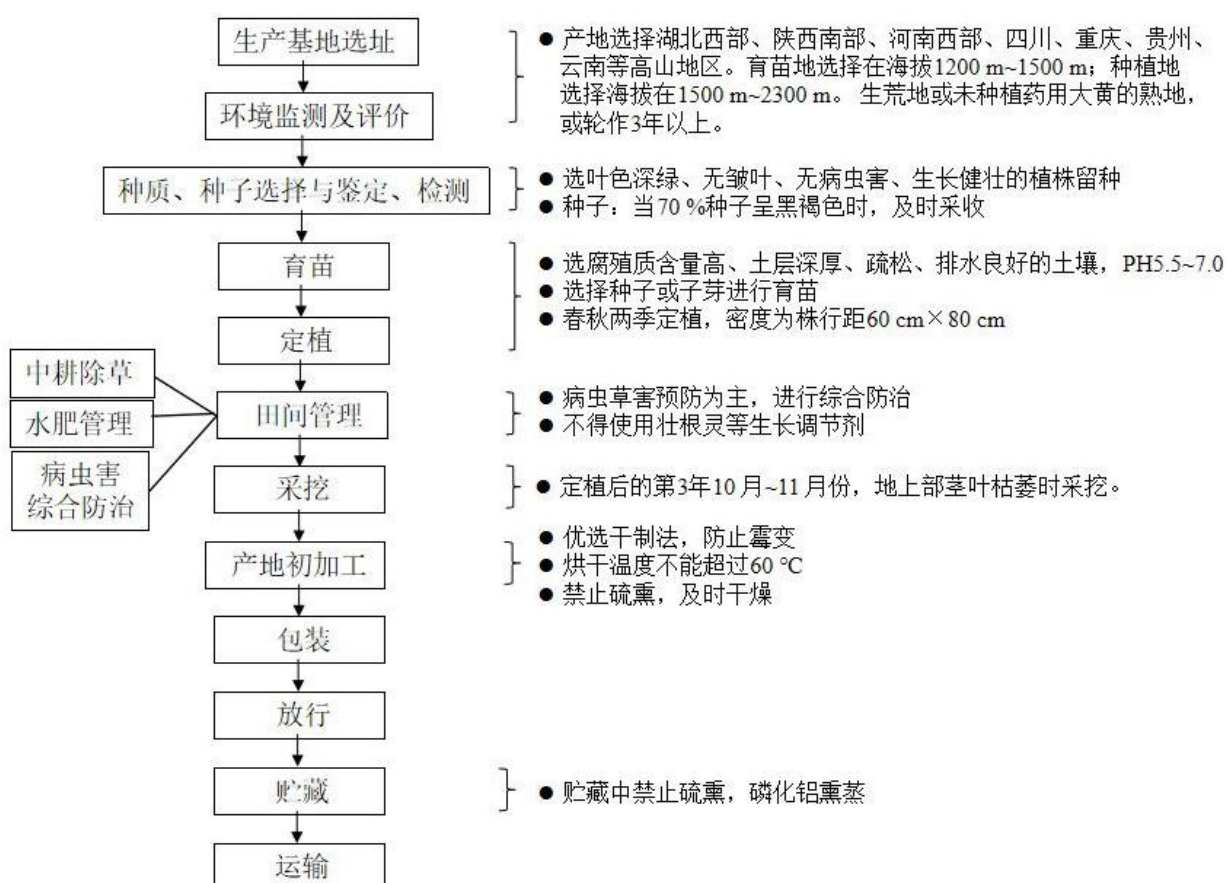 生产基地选址
● 产地选择湖北西部、陕西南部、河南西部、四川、重庆、贵州、
云南等高山地区。育苗地选择在海拔1200 m~1500 m；种植地
选择海拔在1500 m~2300 m。生荒地或未种植药用大黄的熟地，
或轮作3年以上。
环境监测及评价
种质、种子选择与鉴定、检测
● 选叶色深绿、无皱叶、无病虫害、生长健壮的植株留种
● 种子：当70 %种子呈黑褐色时，及时采收
育苗
● 选腐殖质含量高、土层深厚、疏松、排水良好的土壤，PH5.5~7.0
● 选择种子或子芽进行育苗
● 春秋两季定植，密度为株行距60 cm×80 cm
定植
中耕除草
水肥管理
病虫害
综合防治
田间管理
● 病虫草害预防为主，进行综合防治
● 不得使用壮根灵等生长调节剂
采挖
● 定植后的第3年10 月~11 月份，地上部茎叶枯萎时采挖。
产地初加工
● 优选干制法，防止霉变
● 烘干温度不能超过60 ℃
● 禁止硫熏，及时干燥
包装
放行
贮藏
● 贮藏中禁止硫熏，磷化铝熏蒸
运输